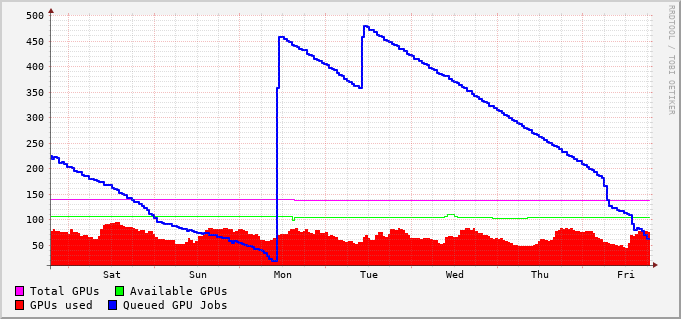 500
450
400
350
300
250
200
150
100
50
Sat Sun Mon Tue Wed Thu Fri
Total GPUs Available GPUs
GPUs used Queued GPU Jobs
RRDTOOL / TOBI OETIKER